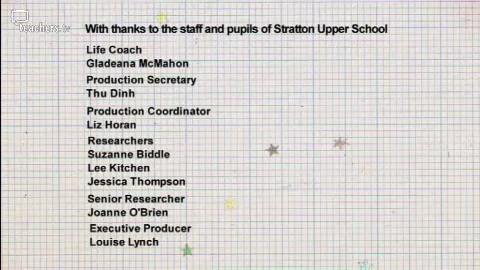 teachers.tv
With thanks to the staff and pupils of Stratton Upper School
Life Coach
Gladeana McMahon
Production Secretary
Thu Dinh
Production Coordinator
Liz Horan
Researchers
Suzanne Biddle
Lee Kitchen
Jessica Thompson
Senior Researcher
Joanne O'Brien
Executive Producer
Louise Lynch